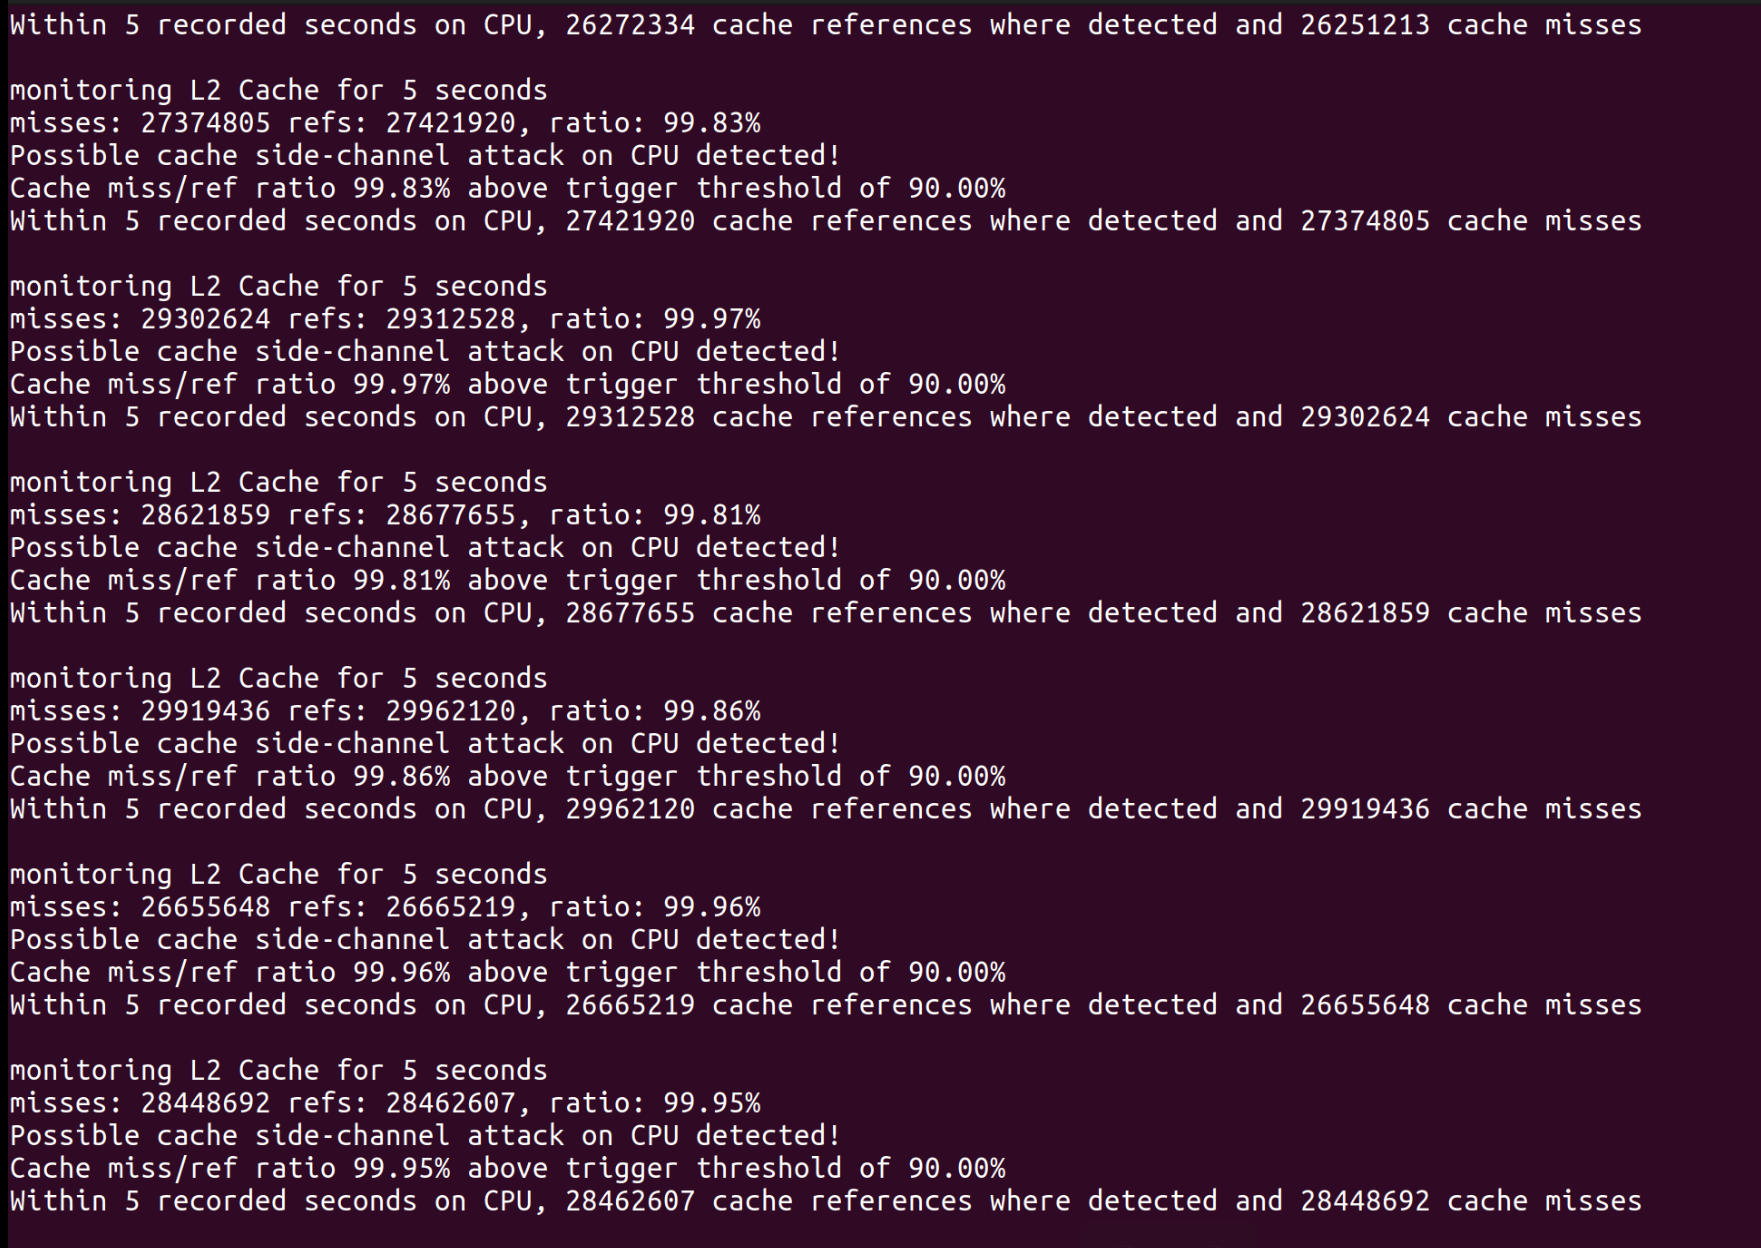 Within 5 recorded seconds on CPU, 26272334 cache references where detected and 26251213 cache misses
monitoring L2 Cache for 5 seconds
misses: 27374805 refs: 27421920, ratio: 99.83%
Possible cache side-channel attack on CPU detected!
Cache miss/ref ratio 99.83% above trigger threshold of 90.00%
Within 5 recorded seconds on CPU, 27421920 cache references where detected and 27374805 cache misses
monitoring L2 Cache for 5 seconds
misses: 29302624 refs: 29312528, ratio: 99.97%
Possible cache side-channel attack on CPU detected!
Cache miss/ref ratio 99.97% above trigger threshold of 90.00%
Within 5 recorded seconds on CPU, 29312528 cache references where detected and 29302624 cache misses
monitoring L2 Cache for 5 seconds
misses: 28621859 refs: 28677655, ratio: 99.81%
Possible cache side-channel attack on CPU detected!
Cache miss/ref ratio 99.81% above trigger threshold of 90.00%
Within 5 recorded seconds on CPU, 28677655 cache references where detected and 28621859 cache misses
monitoring L2 Cache for 5 seconds
misses: 29919436 refs: 29962120, ratio: 99.86%
Possible cache side-channel attack on CPU detected!
Cache miss/ref ratio 99.86% above trigger threshold of 90.00%
Within 5 recorded seconds on CPU, 29962120 cache references where detected and 29919436 cache misses
monitoring L2 Cache for 5 seconds
misses: 26655648 refs: 26665219, ratio: 99.96%
Possible cache side-channel attack on CPU detected!
Cache miss/ref ratio 99.96% above trigger threshold of 90.00%
Within 5 recorded seconds on CPU, 26665219 cache references where detected and 26655648 cache misses
monitoring L2 Cache for 5 seconds
misses: 28448692 refs: 28462607, ratio: 99.95%
Possible cache side-channel attack on CPU detected!
Cache miss/ref ratio 99.95% above trigger threshold of 90.00%
Within 5 recorded seconds on CPU, 28462607 cache references where detected and 28448692 cache misses